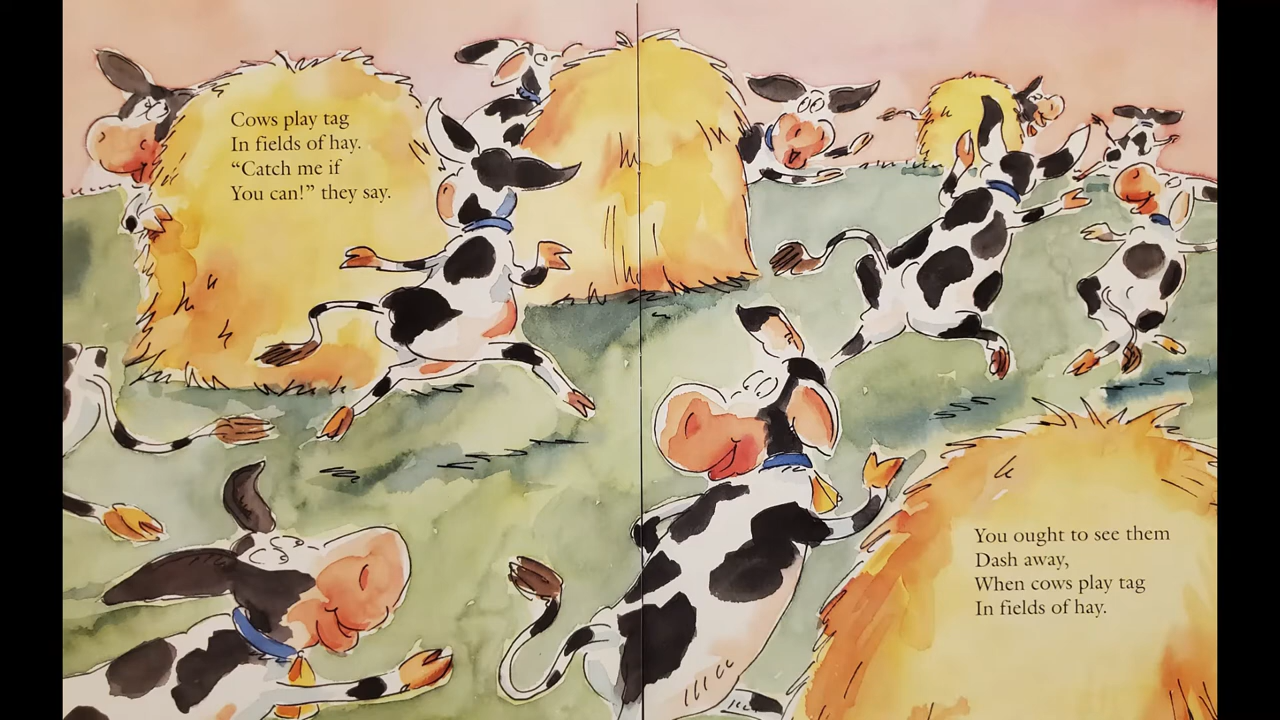 Cows play tag
In fields of hay.
“Catch me if
You can!” they say.
You ought to see them
Dash away,
When cows play tag
In fields of hay.